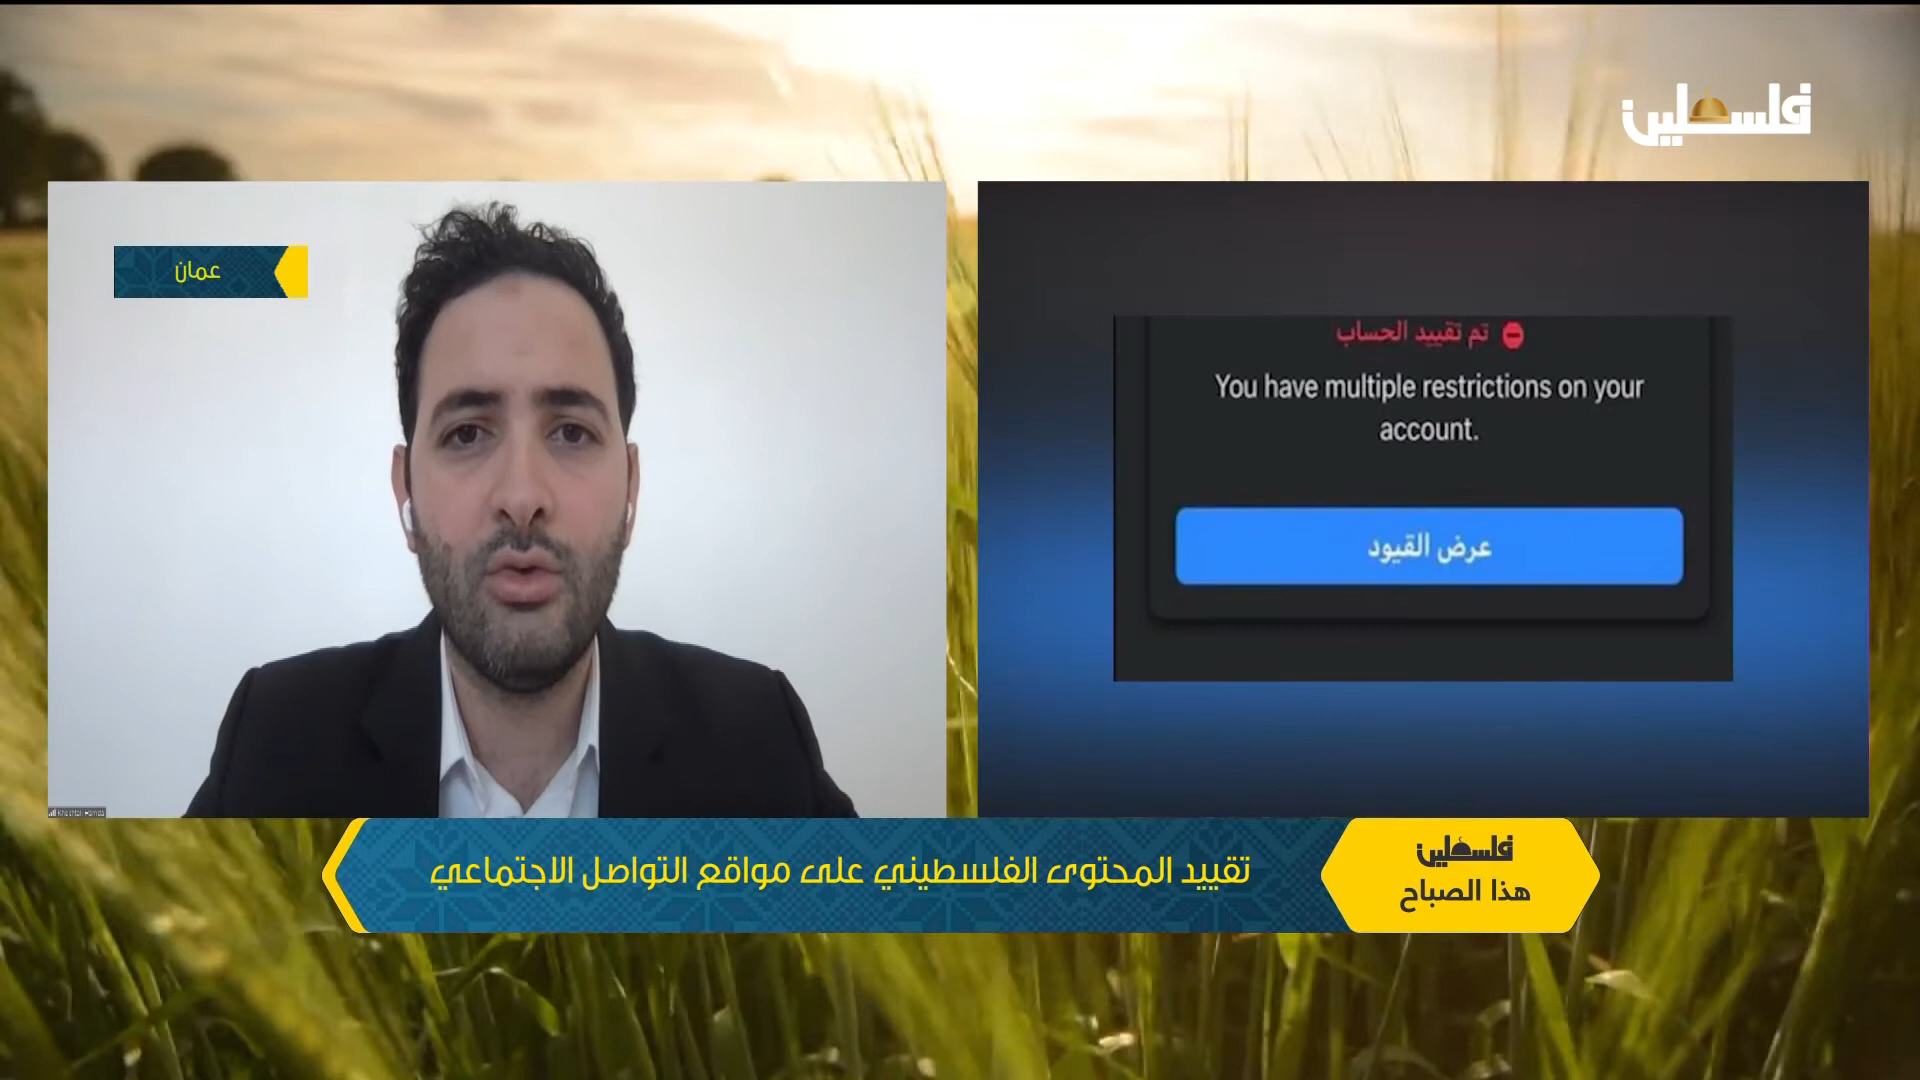 فلسطين
عمان
تم تقييد الحساب
You have multiple restrictions on your
account.
عرض القيود
تقييد المحتوى الفلسطيني على مواقع التواصل الاجتماعي
فلسطين
هذا الصباح